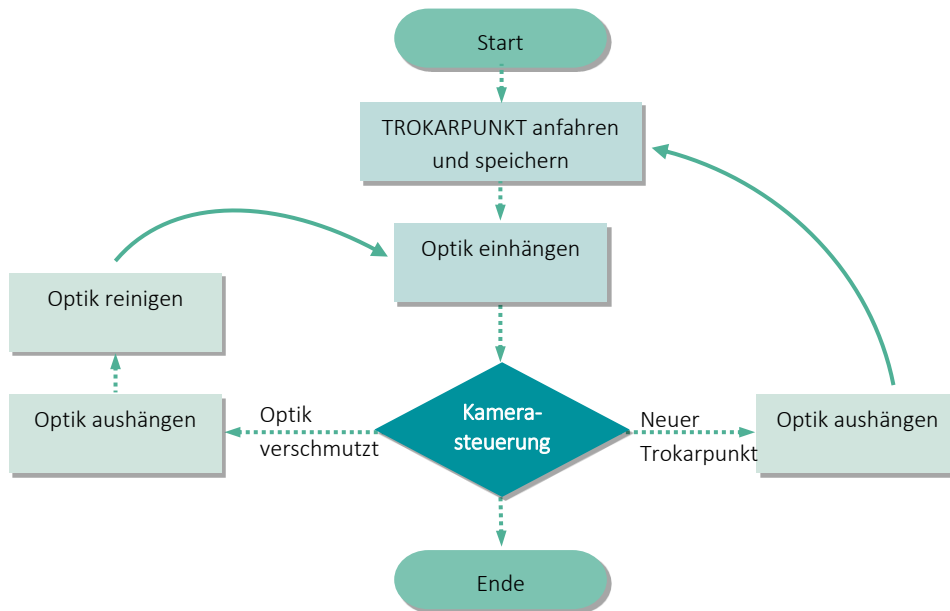 Start
TROKARPUNKT anfahren
und speichern
Optik einhängen
Optik reinigen
Optik aushängen
Optik
verschmutzt
Kamera-
steuerung
Neuer
Trokarpunkt
Optik aushängen
Ende